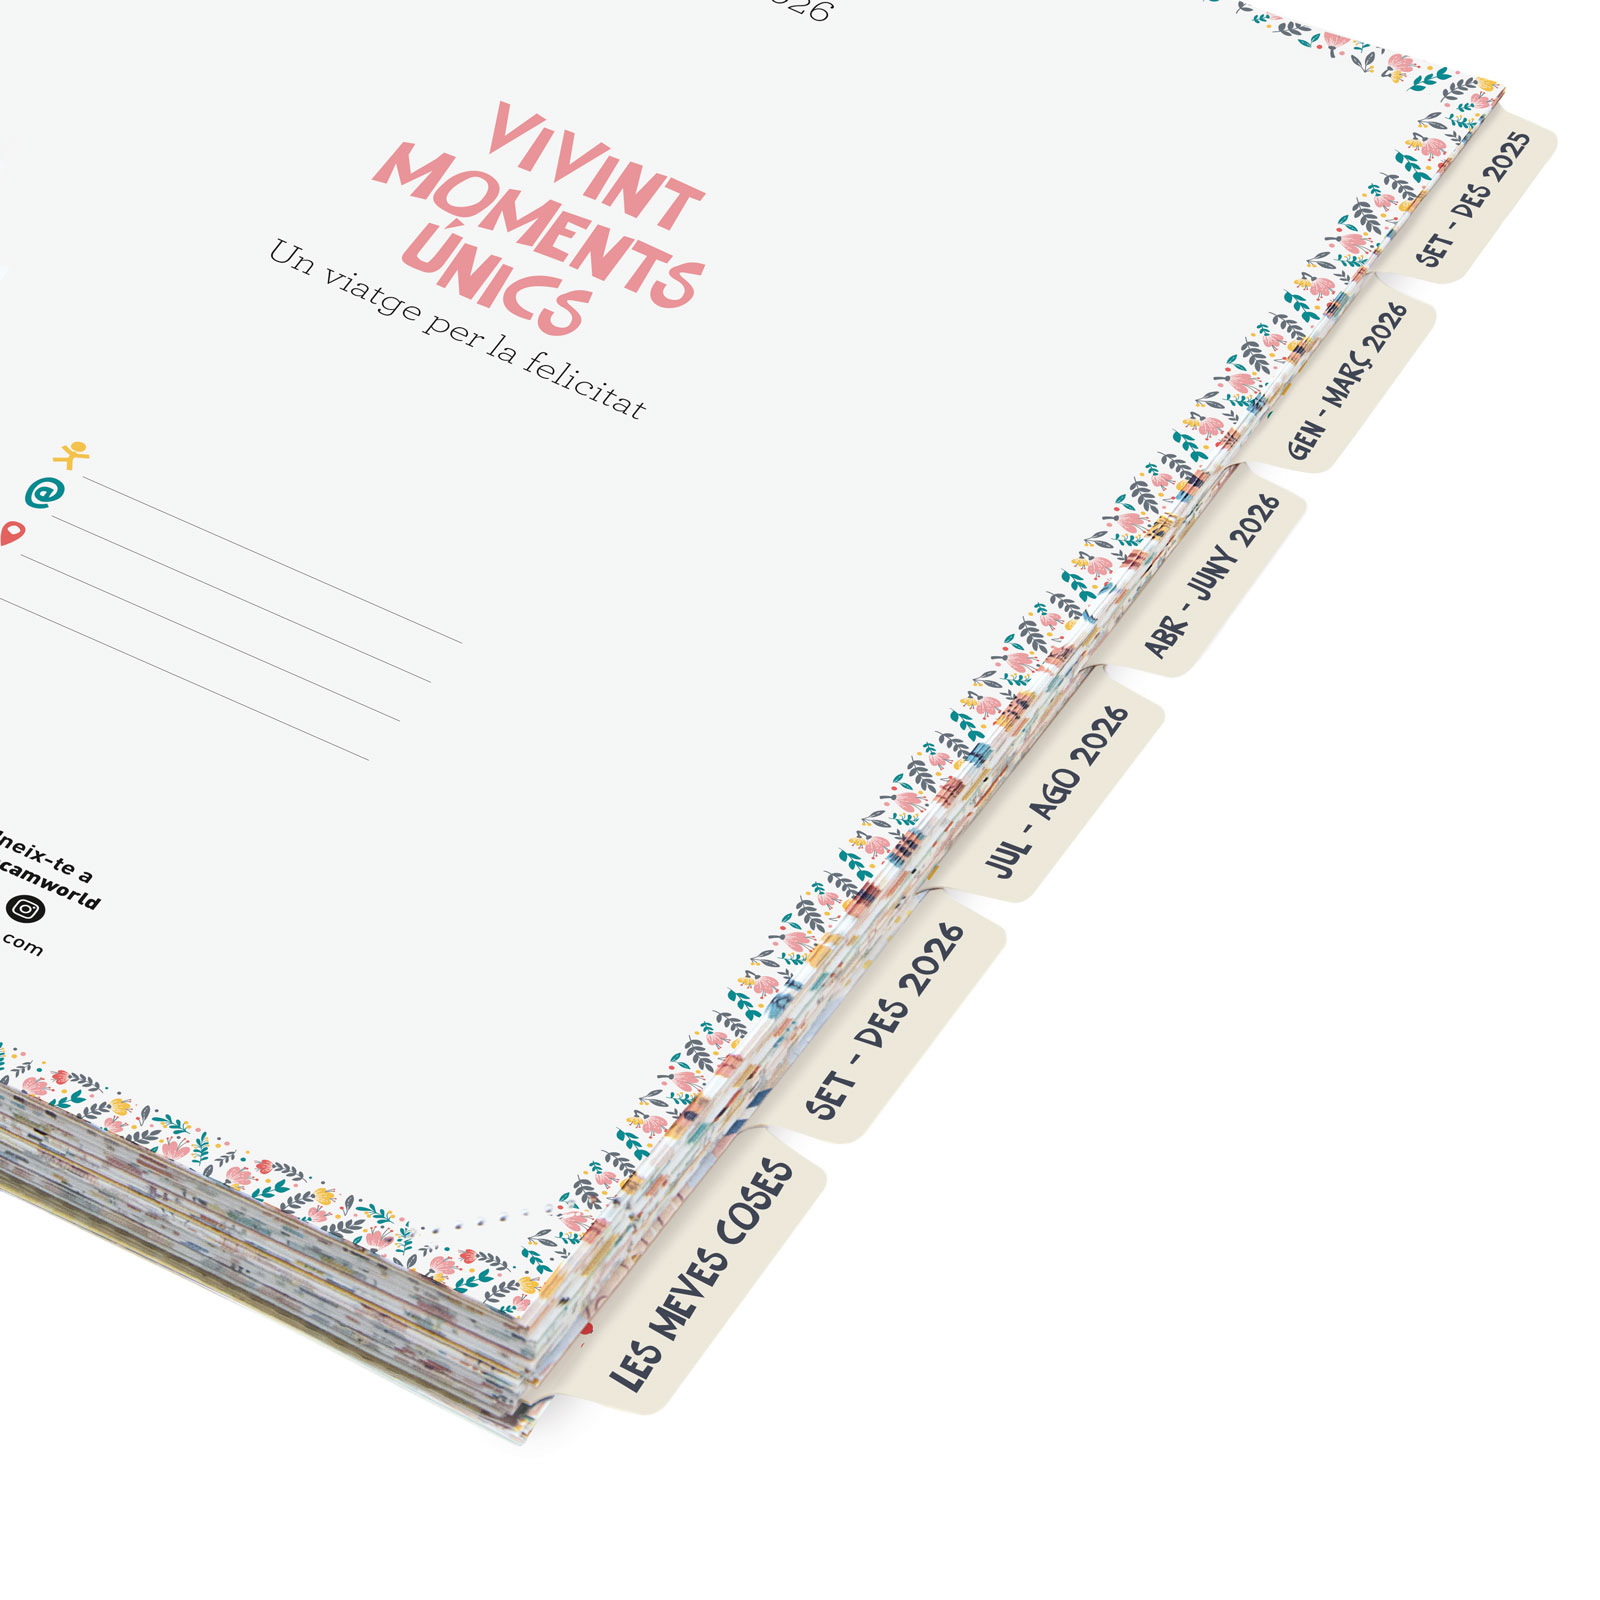 VIVINT
MOMENTS
ÚNICS
Un viatge per la felicitat
@
com
SET - DES 2025
GEN - MARÇ 2026
ABR - JUNY 2026
JUL - AGO 2026
SET - DES 2026
LES MEVES COSES